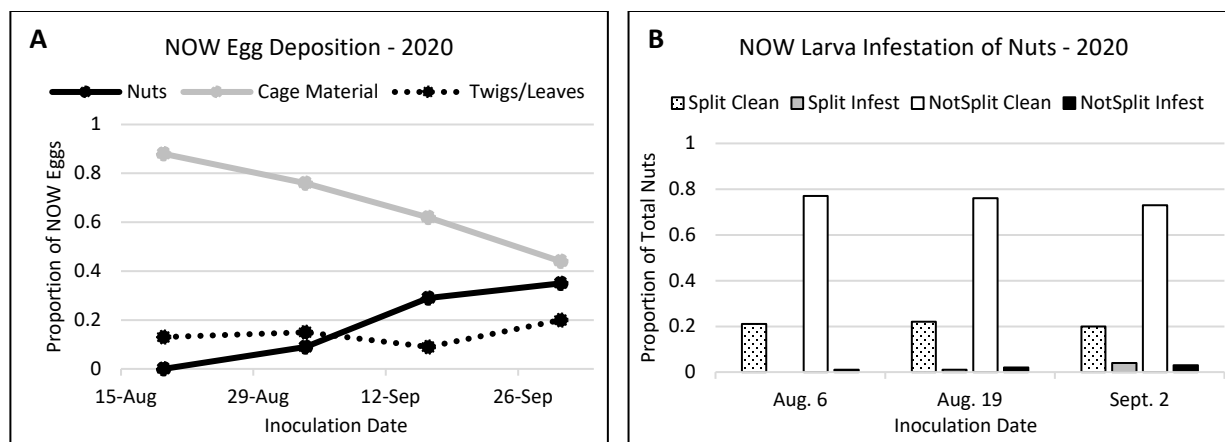 A
NOW Egg Deposition - 2020
Nuts Cage Material Twigs/Leaves
Proportion of NOW Eggs
1
0.8
0.6
0.4
0.2
0
15-Aug 29-Aug 12-Sep 26-Sep
Inoculation Date
B
NOW Larva Infestation of Nuts - 2020
Split Clean Split Infest NotSplit Clean NotSplit Infest
Proportion of Total Nuts
1
0.8
0.6
0.4
0.2
0
Aug. 6 Aug. 19 Sept. 2
Inoculation Date